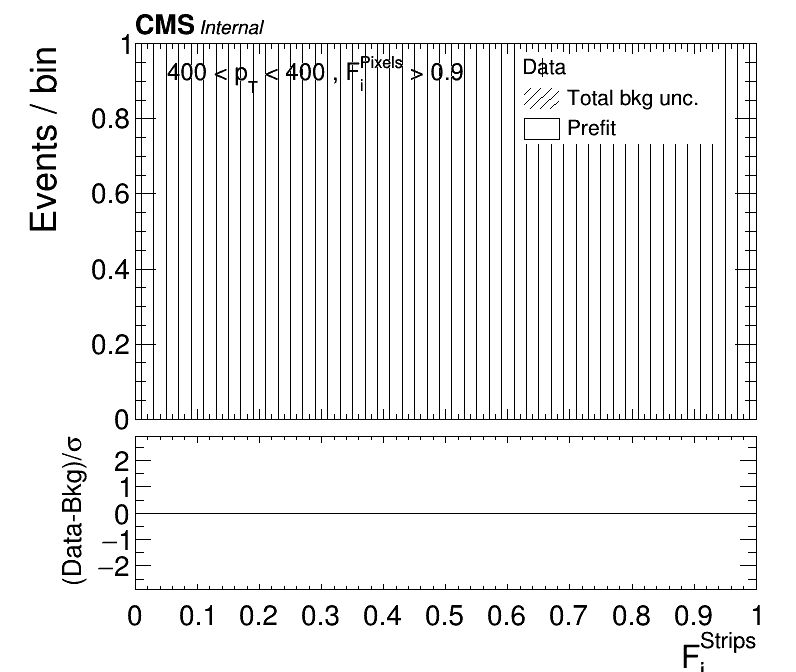 CMS Internal
Events / bin
1
0.8
0.6
0.4
0.2
0
400 < p_T < 400 , F_i^Pixels > 0.9
Data
Total bkg unc.
Prefit
(Data-Bkg)/σ
2
1
0
−1
−2
0 0.1 0.2 0.3 0.4 0.5 0.6 0.7 0.8 0.9 1
F_i^Strips